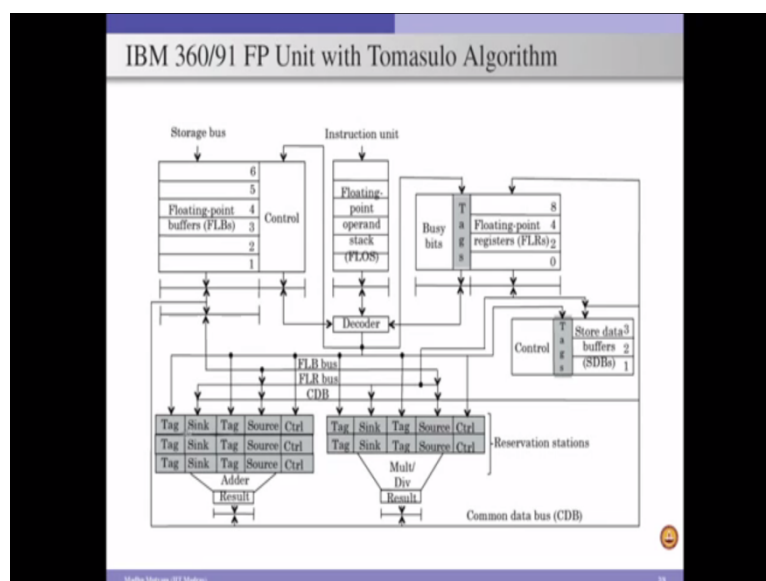 IBM 360/91 FP Unit with Tomasulo Algorithm
Storage bus
Instruction unit
6
5
Floating-point 4
buffers (FLBs) 3
2
1
Control
Floating-
point
operand
stack
(FLOS)
Busy
bits
Tags
8
Floating-point 4
registers (FLRs) 2
0
Decoder
Control
Tags
Store data 3
buffers 2
(SDBs) 1
FLB bus
FLR bus
CDB
Tag Sink Tag Source Ctrl
Tag Sink Tag Source Ctrl
Tag Sink Tag Source Ctrl
Tag Sink Tag Source Ctrl
Tag Sink Tag Source Ctrl
Reservation stations
Adder
Result
Mult/
Div
Result
Common data bus (CDB)